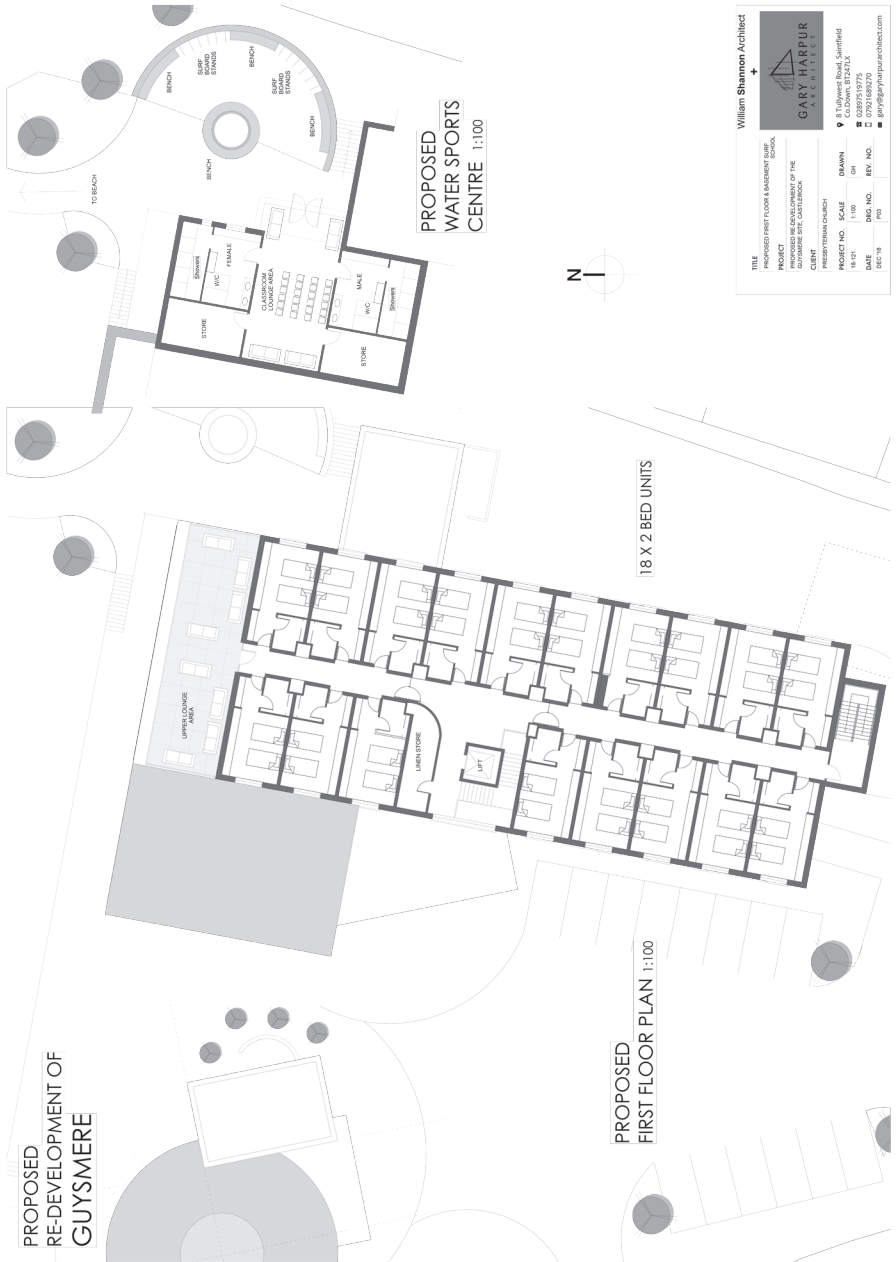 PROPOSED
RE-DEVELOPMENT OF
GUYSMERE
PROPOSED
FIRST FLOOR PLAN 1:100
18 X 2 BED UNITS
UPPER LOUNGE
AREA
LINEN STORE
LIFT
PROPOSED
WATER SPORTS
CENTRE 1:100
TO BEACH
BENCH
BENCH
SURF
BOARD
STANDS
BENCH
SURF
BOARD
STANDS
BENCH
STORE
Showers
W/C
FEMALE
CLASSROOM
LOUNGE AREA
STORE
MALE
W/C
Showers
N
TITLE
PROPOSED FIRST FLOOR & BASEMENT SURF
SCHOOL
PROJECT
PROPOSED RE-DEVELOPMENT OF THE
GUYSMERE SITE, CASTLEROCK
CLIENT
PRESBYTERIAN CHURCH
PROJECT NO. SCALE DRAWN
18-121 1:100 GH
DATE DRG. NO. REV. NO.
DEC '18 P03
William Shannon Architect
+
GARY HARPUR
ARCHITECT
8 Tullywest Road, Saintfield
Co.Down, BT247LX
02897519775
07921689270
gary@garyharpurarchitect.com